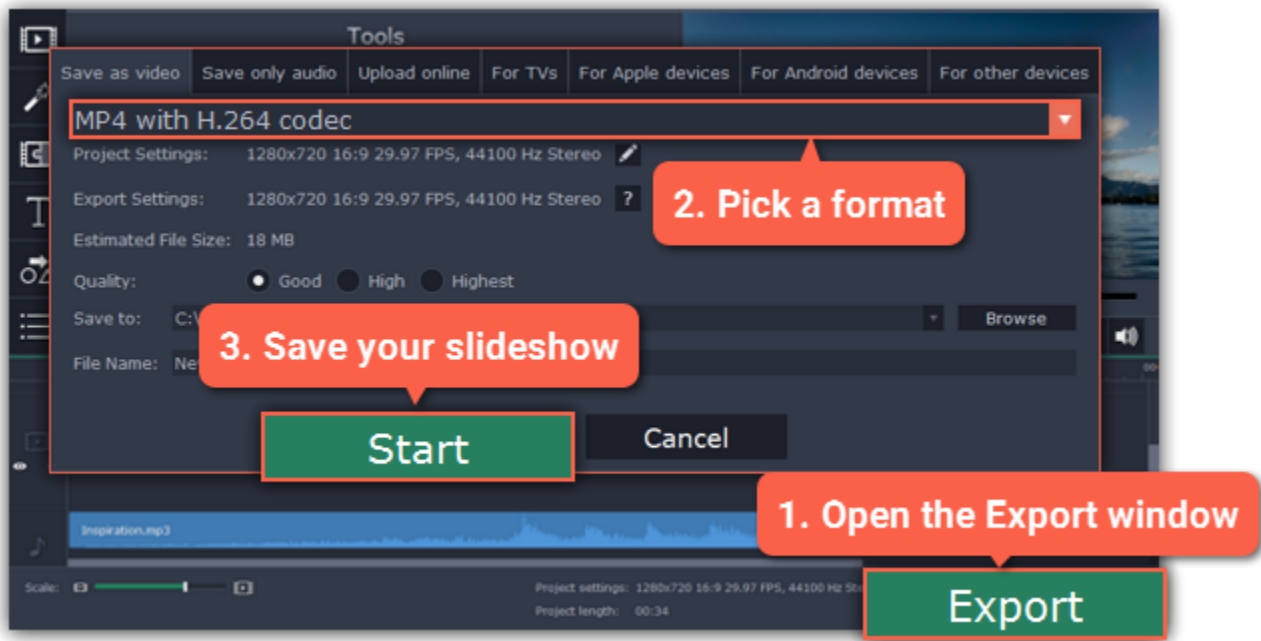 Tools
Save as video Save only audio Upload online For TVs For Apple devices For Android devices For other devices
MP4 with H.264 codec
Project Settings: 1280x720 16:9 29.97 FPS, 44100 Hz Stereo
2. Pick a format
Export Settings: 1280x720 16:9 29.97 FPS, 44100 Hz Stereo ?
Estimated File Size: 18 MB
Quality: Good High Highest
Save to: C:\ Browse
3. Save your slideshow
File Name:
Start Cancel
1. Open the Export window
Inspiration.mp3
Scale: Project settings: 1280x720 16:9 29.97 FPS, 44100 Hz
Project length: 00:34
Export